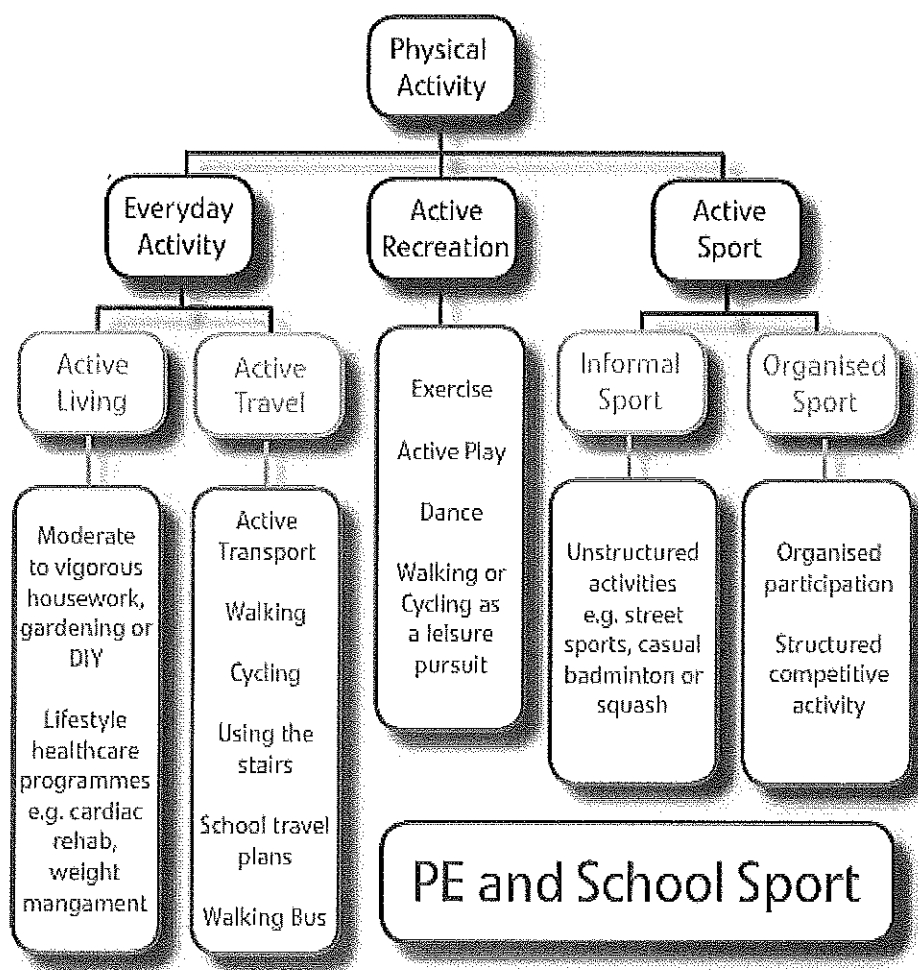 Physical
Activity
Everyday
Activity
Active
Recreation
Active
Sport
Active
Living
Active
Travel
Informal
Sport
Organised
Sport
Moderate
to vigorous
housework,
gardening or
DIY
Lifestyle
healthcare
programmes
e.g. cardiac
rehab,
weight
mangament
Active
Transport
Walking
Cycling
Using the
stairs
School travel
plans
Walking Bus
Exercise
Active Play
Dance
Walking or
Cycling as
a leisure
pursuit
Unstructured
activities
e.g. street
sports, casual
badminton or
squash
Organised
participation
Structured
competitive
activity
PE and School Sport